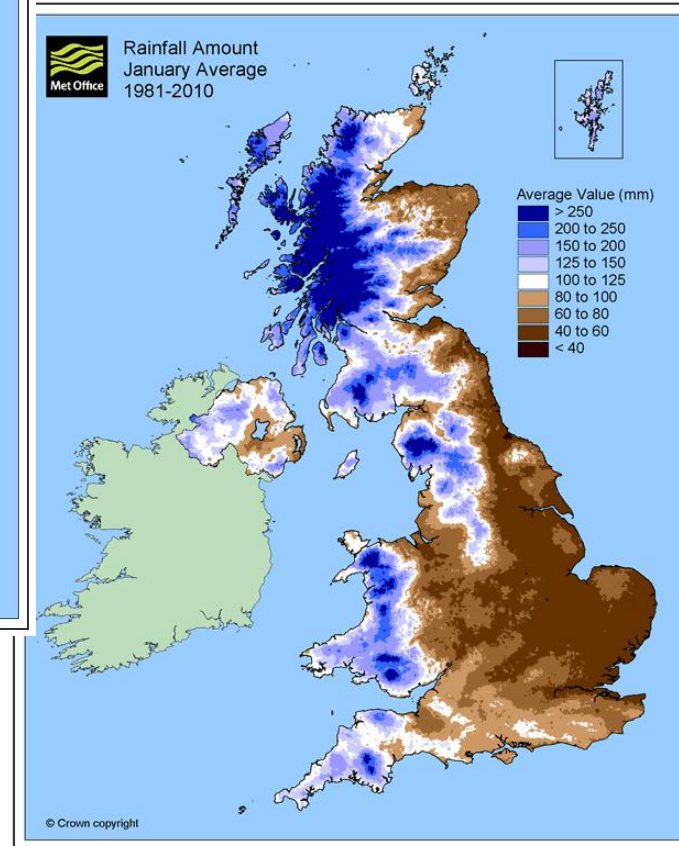 Met Office
Rainfall Amount
January Average
1981-2010
Average Value (mm)
> 250
200 to 250
150 to 200
125 to 150
100 to 125
80 to 100
60 to 80
40 to 60
< 40
© Crown copyright